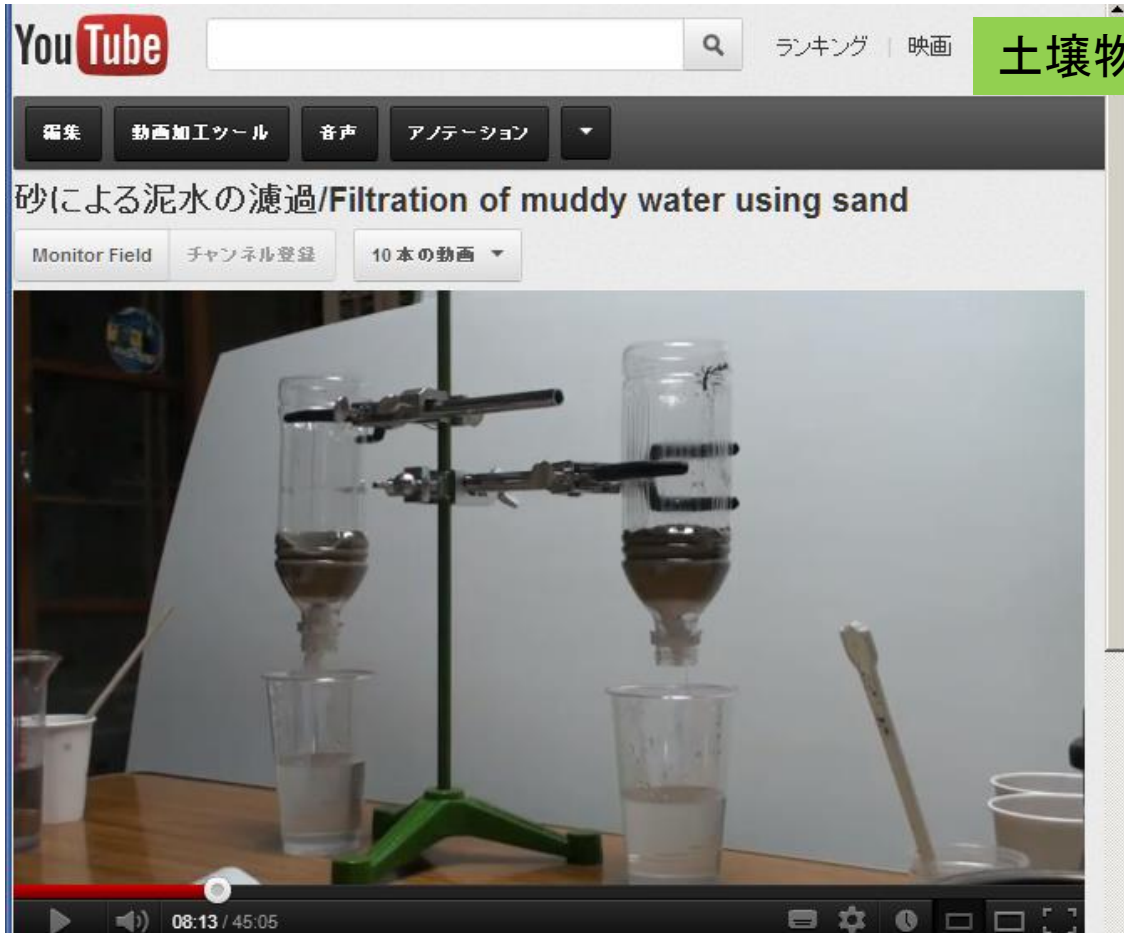 YouTube
ランキング | 映画
土壌物
編集 動画加工ツール 音声 アノテーション
砂による泥水の濾過/Filtration of muddy water using sand
Monitor Field チャンネル登録 10 本の動画
08:13 / 45:05